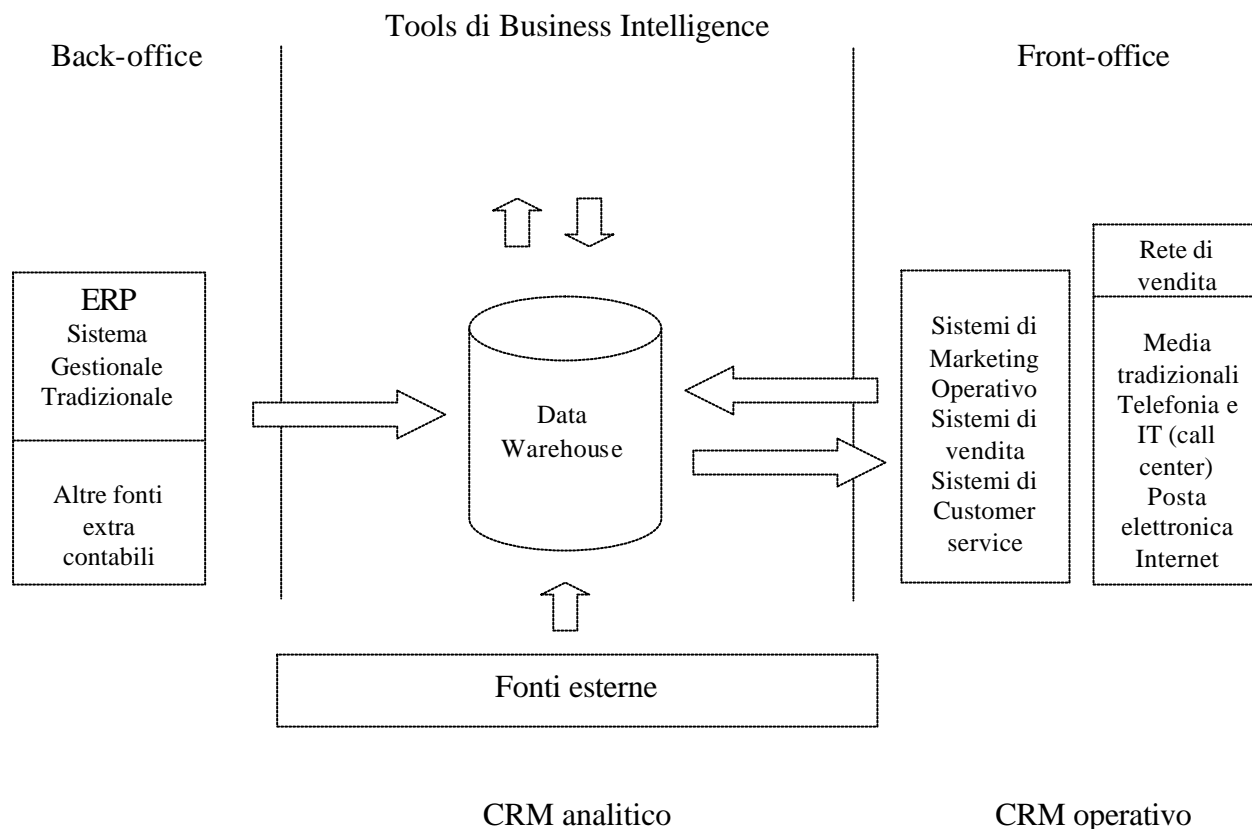 Tools di Business Intelligence
Back-office
Front-office
ERP
Sistema
Gestionale
Tradizionale
Altre fonti
extra
contabili
Data
Warehouse
Sistemi di
Marketing
Operativo
Sistemi di
vendita
Sistemi di
Customer
service
Rete di
vendita
Media
tradizionali
Telefonia e
IT (call
center)
Posta
elettronica
Internet
Fonti esterne
CRM analitico
CRM operativo